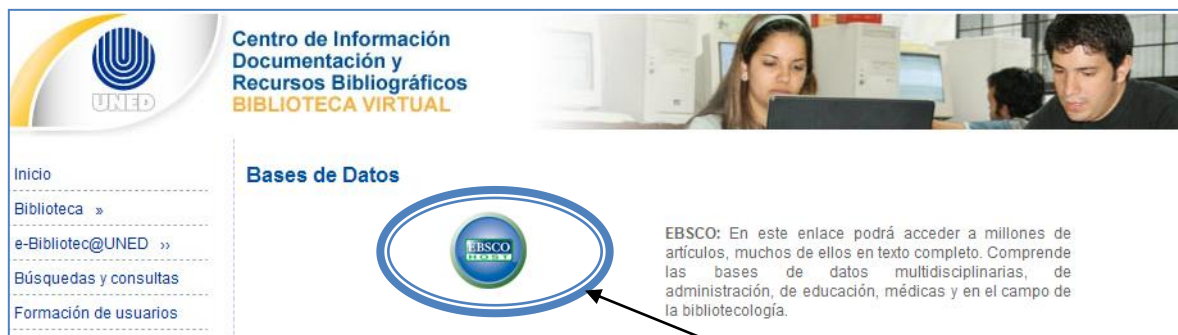 UNED
Centro de Información
Documentación y
Recursos Bibliográficos
BIBLIOTECA VIRTUAL
Inicio
Biblioteca »
e-Bibliotec@UNED ››
Búsquedas y consultas
Formación de usuarios
Bases de Datos
EBSCO
HOST
EBSCO: En este enlace podrá acceder a millones de
artículos, muchos de ellos en texto completo. Comprende
las bases de datos multidisciplinarias, de
administración, de educación, médicas y en el campo de
la bibliotecología.